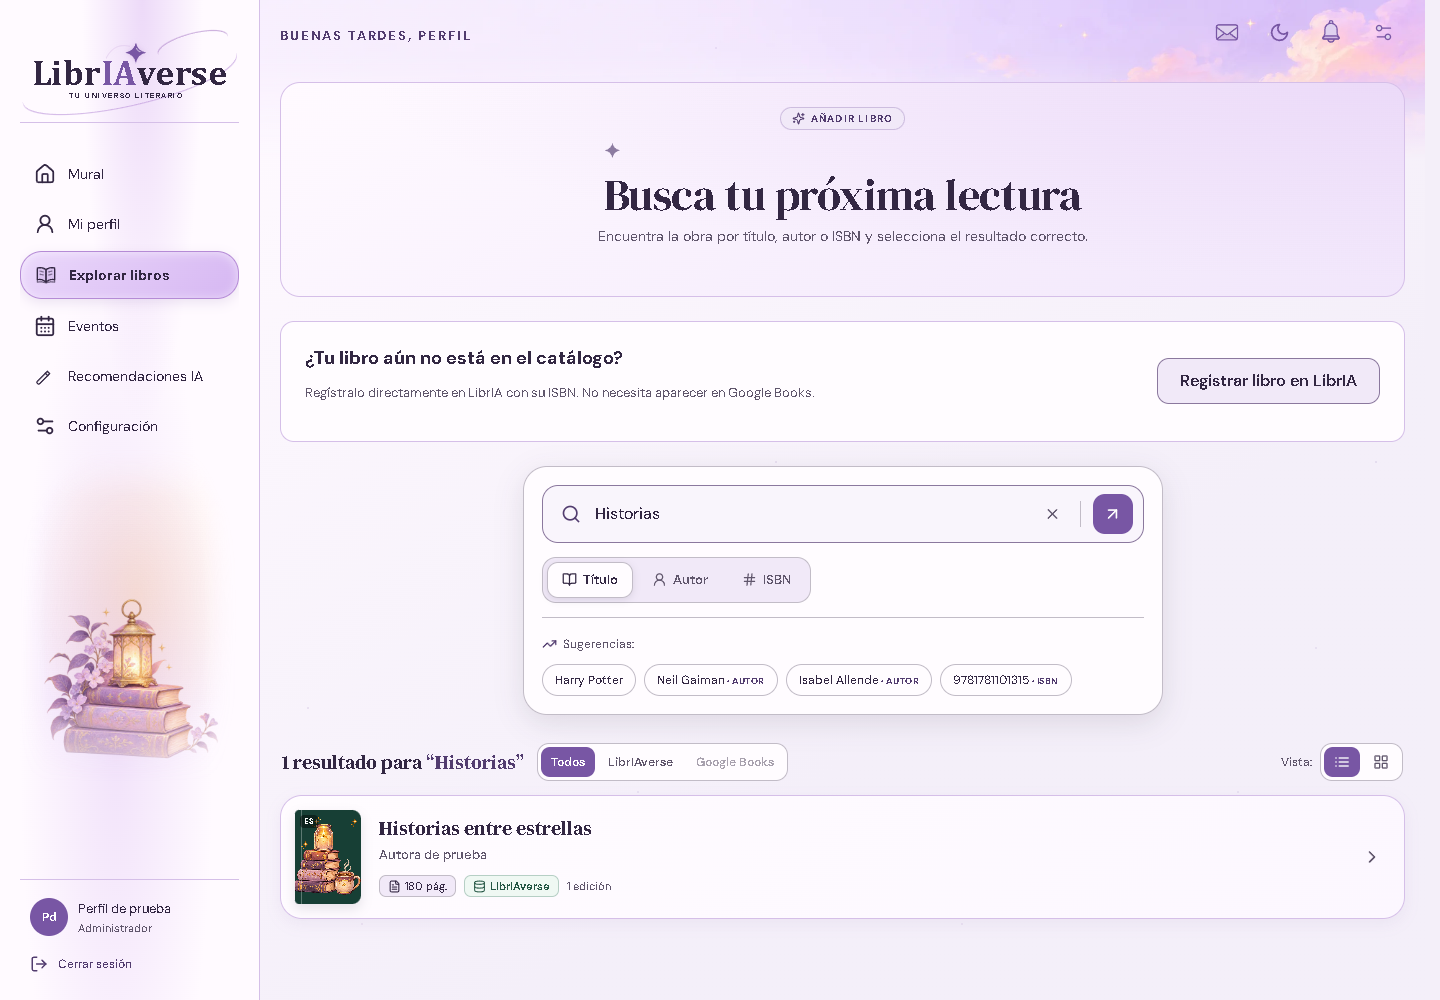 LibrIAverse
TU UNIVERSO LITERARIO
Mural
Mi perfil
Explorar libros
Eventos
Recomendaciones IA
Configuración
Perfil de prueba
Pd
Administrador
Cerrar sesión
BUENAS TARDES, PERFIL
AÑADIR LIBRO
Busca tu próxima lectura
Encuentra la obra por título, autor o ISBN y selecciona el resultado correcto.
¿Tu libro aún no está en el catálogo?
Regístralo directamente en LibrIA con su ISBN. No necesita aparecer en Google Books.
Registrar libro en LibrIA
Historias
Título Autor ISBN
Sugerencias:
Harry Potter Neil Gaiman · AUTOR Isabel Allende · AUTOR 9781781101315 · ISBN
1 resultado para “Historias” Todos LibrIAverse Google Books Vista:
ES
Historias entre estrellas
Autora de prueba
180 pág. LibrIAverse 1 edición